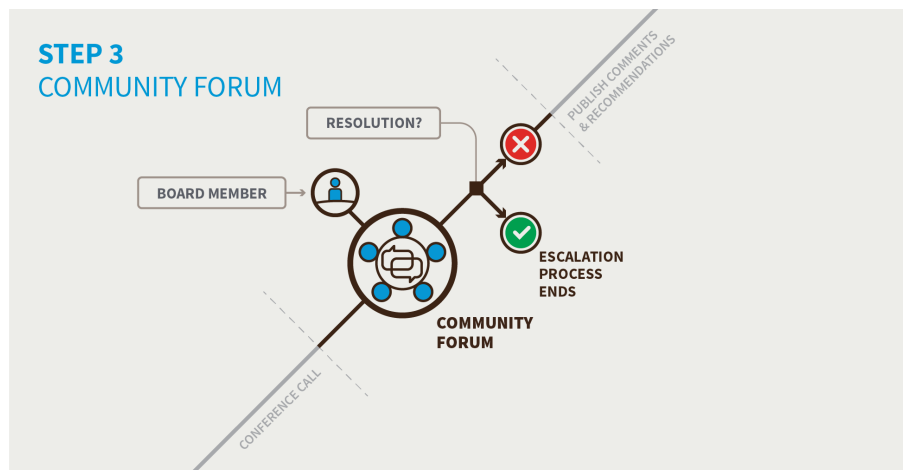 STEP 3
COMMUNITY FORUM
PUBLISH COMMENTS
& RECOMMENDATIONS
RESOLUTION?
BOARD MEMBER
ESCALATION
PROCESS
ENDS
COMMUNITY
FORUM
CONFERENCE CALL